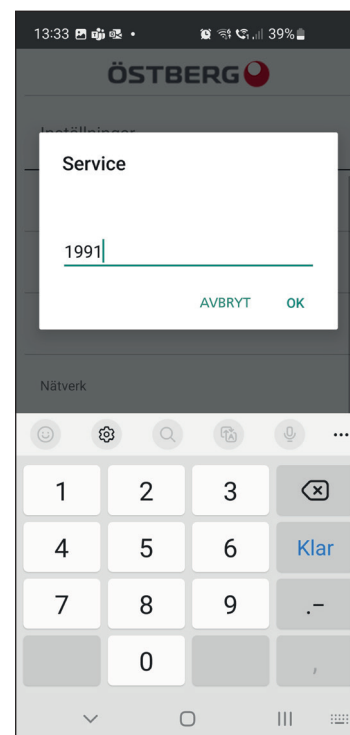 13:33 39%
ÖSTBERG
Inställningar
Service
1991
AVBRYT OK
Nätverk
1 2 3
4 5 6 Klar
7 8 9 .-
0 ,